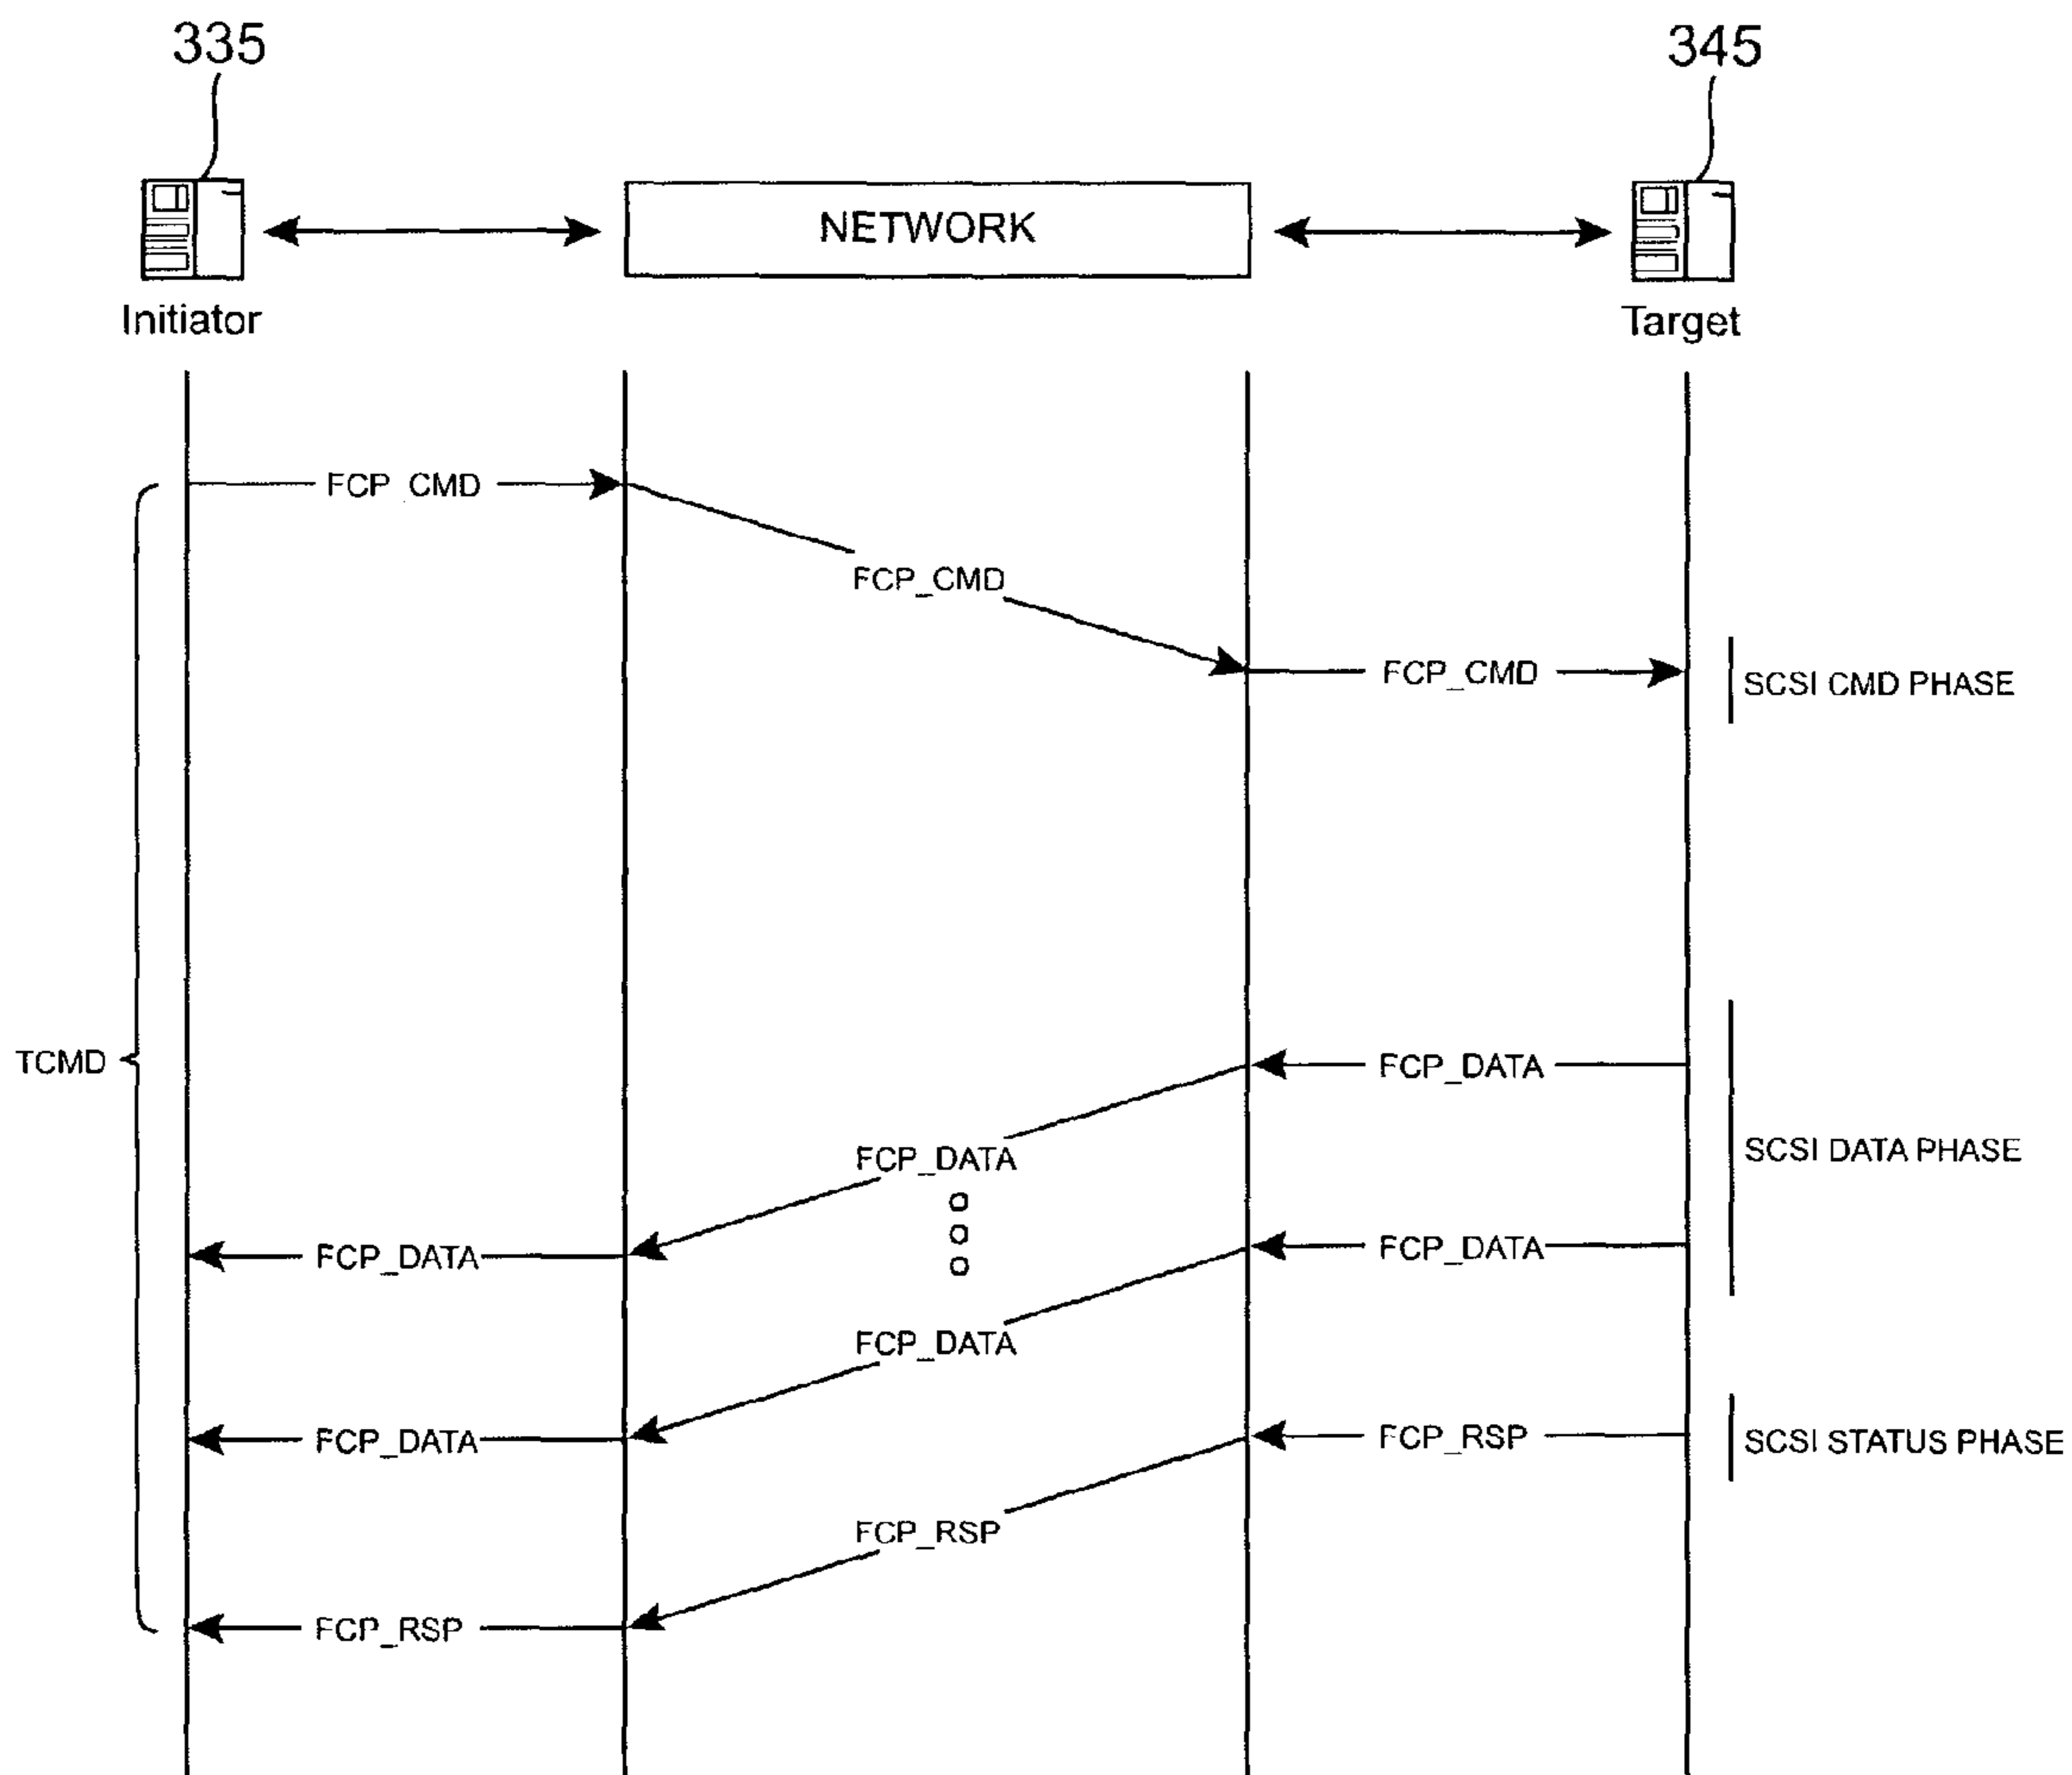 335
345
NETWORK
Initiator
Target
FCP_CMD
FCP_CMD
FCP_CMD
SCSI CMD PHASE
TCMD
FCP_DATA
FCP_DATA
SCSI DATA PHASE
FCP_DATA
FCP_DATA
FCP_DATA
FCP_DATA
FCP_RSP
SCSI STATUS PHASE
FCP_RSP
FCP_RSP